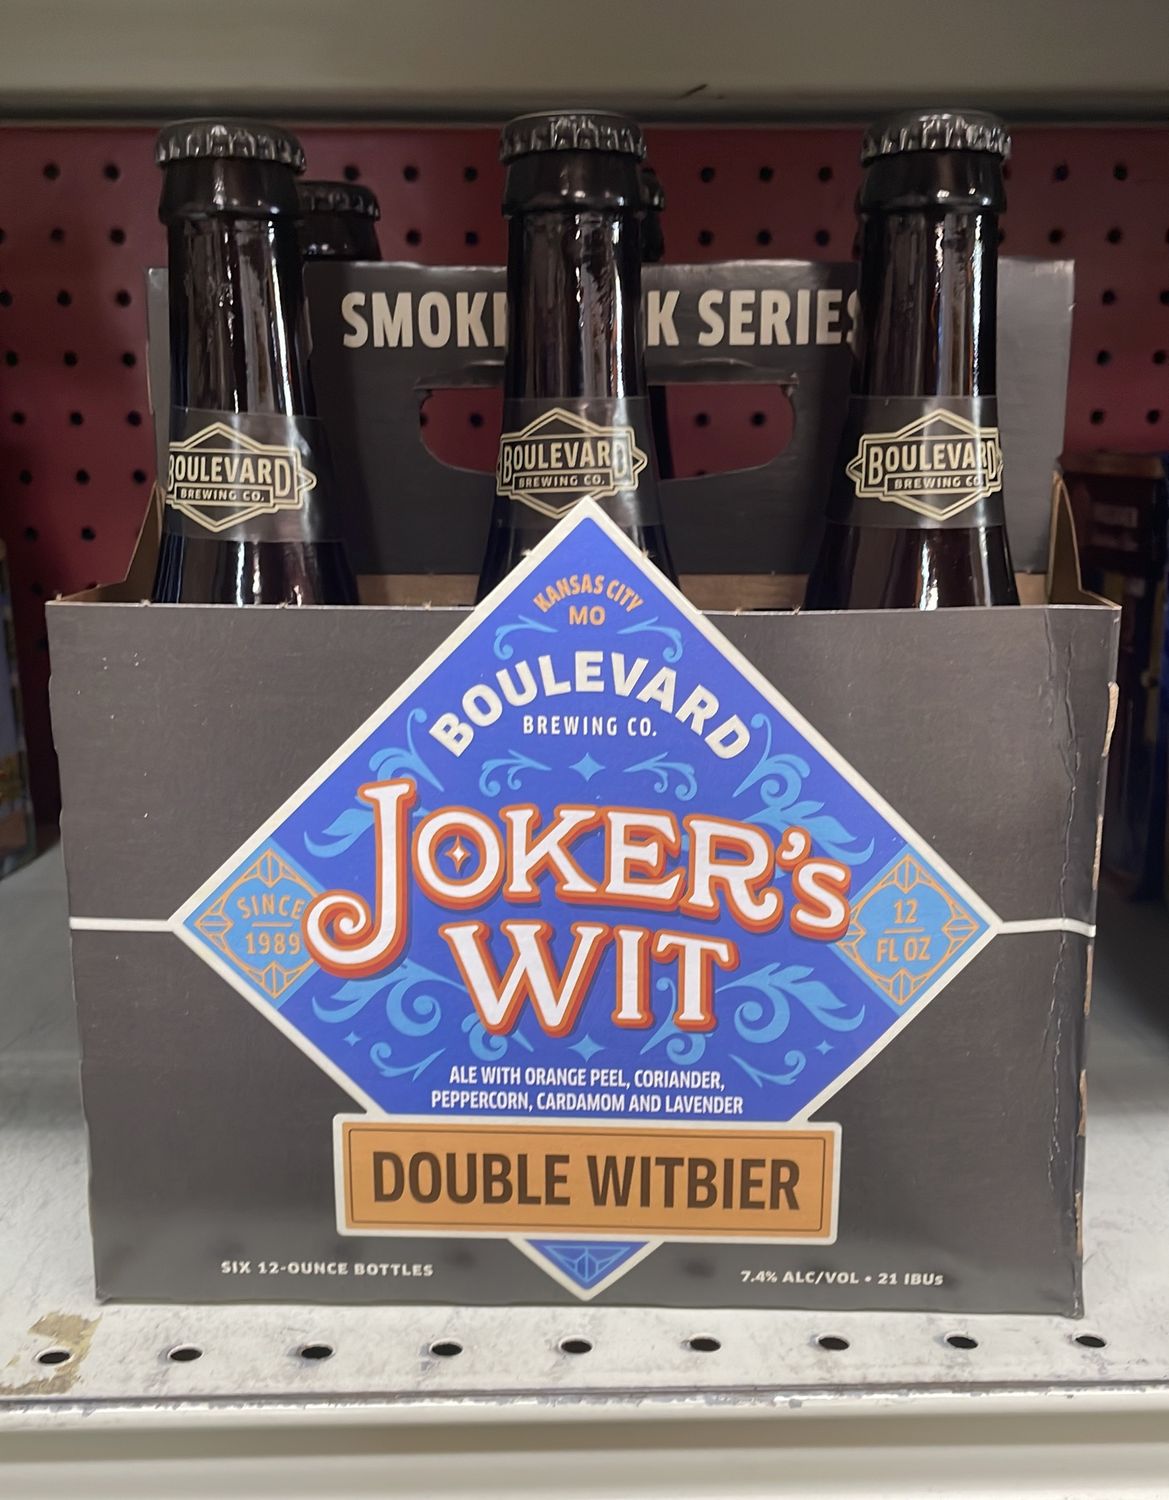 SERIES
BOULEVARD
BREWING CO.
BOULEVARD
BREWING CO.
BOULEVARD
BREWING CO.
KANSAS CITY
MO
BOULEVARD
BREWING CO.
JOKER'S
WIT
SINCE
1989
12
FL OZ
ALE WITH ORANGE PEEL, CORIANDER,
PEPPERCORN, CARDAMOM AND LAVENDER
DOUBLE WITBIER
SIX 12-OUNCE BOTTLES
7.4% ALC/VOL • 21 IBUs